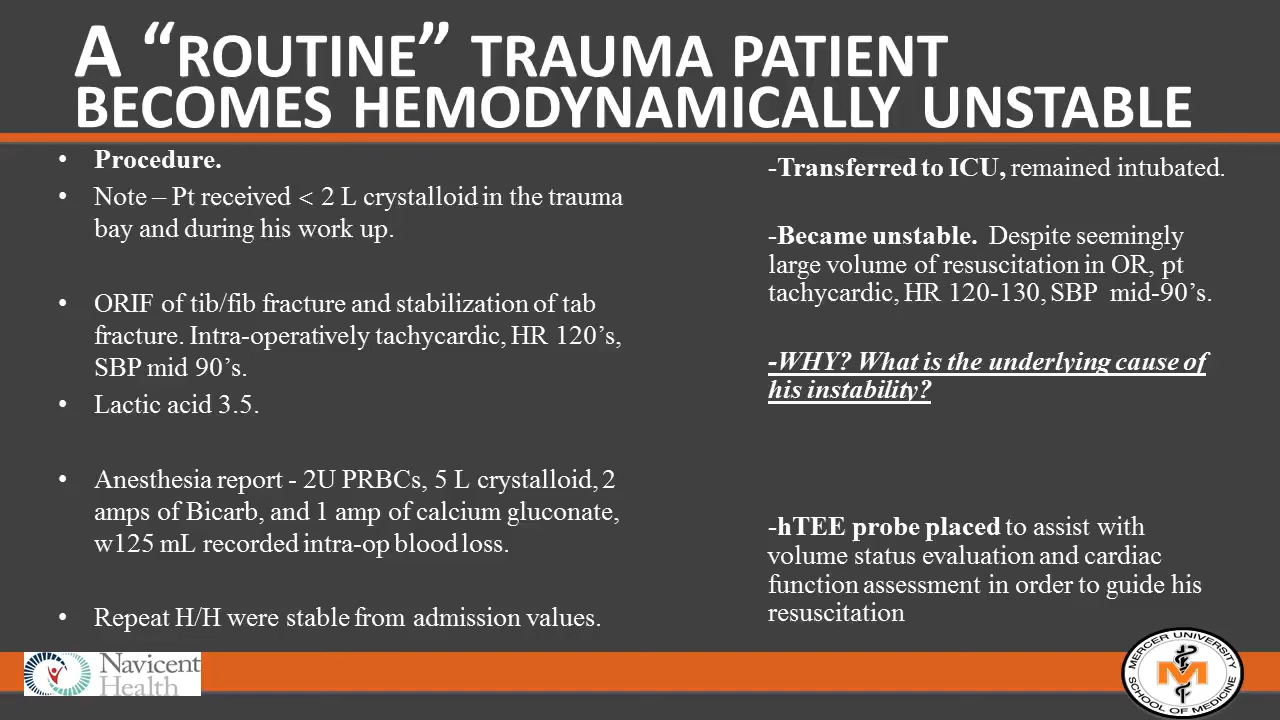 A “ROUTINE” TRAUMA PATIENT
BECOMES HEMODYNAMICALLY UNSTABLE
• Procedure.
• Note – Pt received < 2 L crystalloid in the trauma
bay and during his work up.
• ORIF of tib/fib fracture and stabilization of tab
fracture. Intra-operatively tachycardic, HR 120’s,
SBP mid 90’s.
• Lactic acid 3.5.
• Anesthesia report - 2U PRBCs, 5 L crystalloid, 2
amps of Bicarb, and 1 amp of calcium gluconate,
w125 mL recorded intra-op blood loss.
• Repeat H/H were stable from admission values.
-Transferred to ICU, remained intubated.
-Became unstable. Despite seemingly
large volume of resuscitation in OR, pt
tachycardic, HR 120-130, SBP mid-90’s.
-WHY? What is the underlying cause of
his instability?
-hTEE probe placed to assist with
volume status evaluation and cardiac
function assessment in order to guide his
resuscitation
Navicent
Health
MERCER UNIVERSITY
M
SCHOOL OF MEDICINE